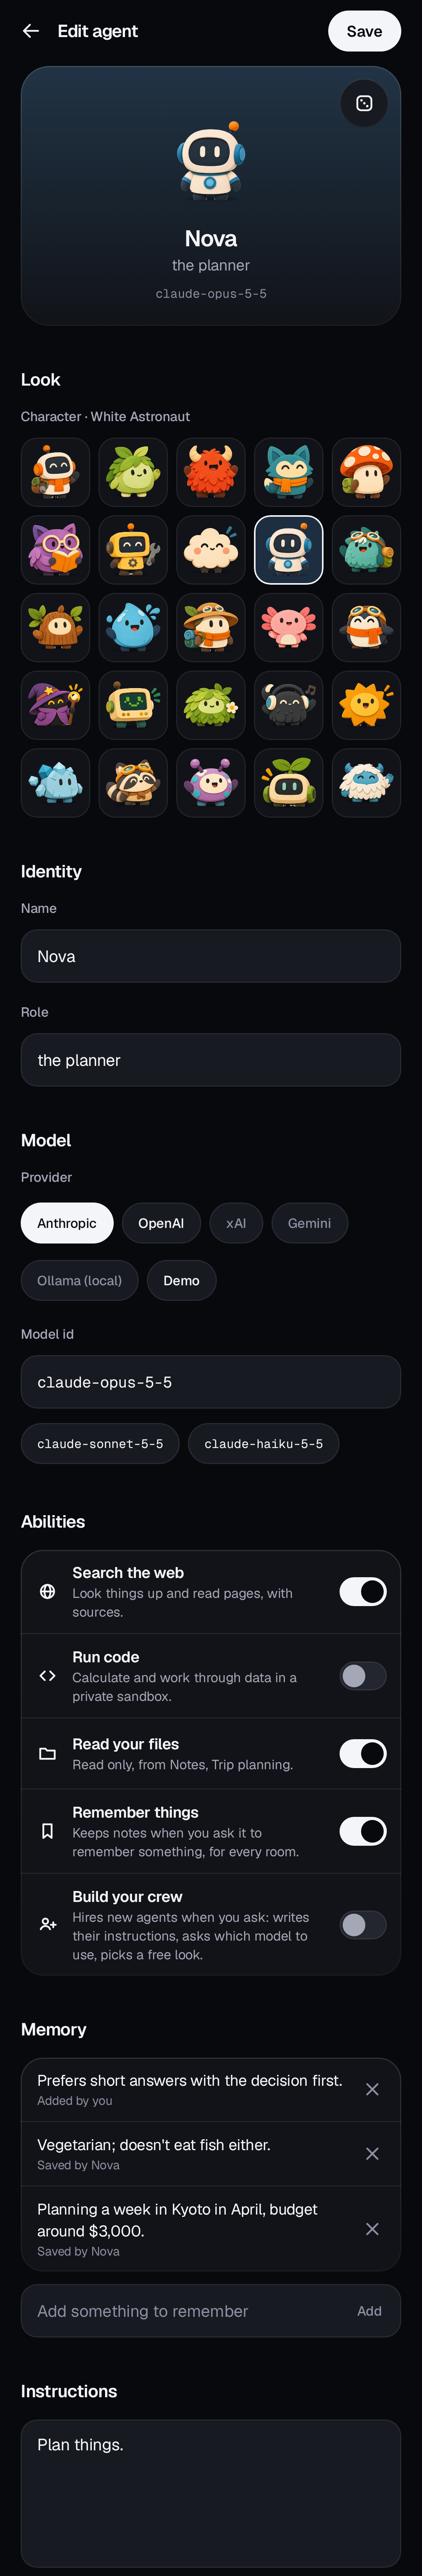 Edit agent
Save
Nova
the planner
claude-opus-5-5
Look
Character · White Astronaut
Identity
Name
Nova
Role
the planner
Model
Provider
Anthropic
OpenAI
xAI
Gemini
Ollama (local)
Demo
Model id
claude-opus-5-5
claude-sonnet-5-5
claude-haiku-5-5
Abilities
Search the web
Look things up and read pages, with
sources.
Run code
Calculate and work through data in a
private sandbox.
Read your files
Read only, from Notes, Trip planning.
Remember things
Keeps notes when you ask it to
remember something, for every room.
Build your crew
Hires new agents when you ask: writes
their instructions, asks which model to
use, picks a free look.
Memory
Prefers short answers with the decision first.
Added by you
Vegetarian; doesn't eat fish either.
Saved by Nova
Planning a week in Kyoto in April, budget
around $3,000.
Saved by Nova
Add something to remember
Add
Instructions
Plan things.